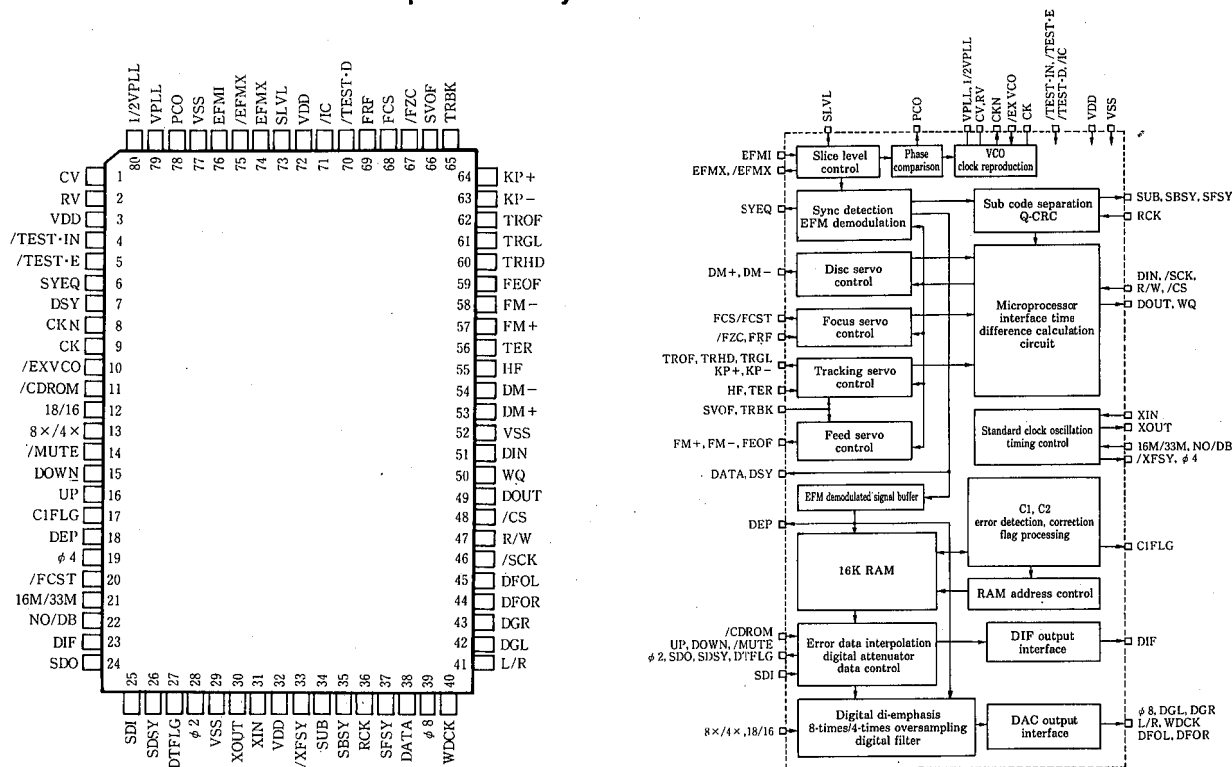 1/2VPLL
VPLL
PCO
VSS
EFMI
/EFMX
EFMX
SLVL
VDD
/IC
/TEST·D
FRF
FCS
/FZC
SVOF
TRBK
80
79
78
77
76
75
74
73
72
71
70
69
68
67
66
65
CV 1
RV 2
VDD 3
/TEST·IN 4
/TEST·E 5
SYEQ 6
DSY 7
CKN 8
CK 9
/EXVCO 10
/CDROM 11
18/16 12
8×/4× 13
/MUTE 14
DOWN 15
UP 16
C1FLG 17
DEP 18
φ4 19
/FCST 20
16M/33M 21
NO/DB 22
DIF 23
SDO 24
64 KP+
63 KP−
62 TROF
61 TRGL
60 TRHD
59 FEOF
58 FM−
57 FM+
56 TER
55 HF
54 DM−
53 DM+
52 VSS
51 DIN
50 WQ
49 DOUT
48 /CS
47 R/W
46 /SCK
45 DFOL
44 DFOR
43 DGR
42 DGL
41 L/R
25
26
27
28
29
30
31
32
33
34
35
36
37
38
39
40
SDI
SDSY
DTFLG
φ2
VSS
XOUT
XIN
VDD
/XFSY
SUB
SBSY
RCK
SFSY
DATA
φ8
WDCK
SLVL
PCO
VPLL, 1/2VPLL
CV,RV
CKN
/EX VCO
CK
/TEST·IN, /TEST·E
/TEST·D, /IC
VDD
VSS
EFMI
EFMX, /EFMX
Slice level
control
Phase
comparison
VCO
clock reproduction
SYEQ
Sync detection
EFM demodulation
Sub code separation
Q-CRC
SUB, SBSY, SFSY
RCK
DM+, DM−
Disc servo
control
Microprocessor
interface time
difference calculation
circuit
DIN, /SCK,
R/W, /CS
DOUT, WQ
FCS/FCST
/FZC, FRF
Focus servo
control
TROF, TRHD, TRGL
KP+, KP−
HF, TER
Tracking servo
control
SVOF, TRBK
FM+, FM−, FEOF
Feed servo
control
Standard clock oscillation
timing control
XIN
XOUT
16M/33M, NO/DB
/XFSY, φ4
DATA, DSY
EFM demodulated signal buffer
DEP
16K RAM
C1, C2
error detection, correction
flag processing
C1FLG
RAM address control
/CDROM
UP, DOWN, /MUTE
φ2, SDO, SDSY, DTFLG
SDI
Error data interpolation
digital attenuator
data control
DIF output
interface
DIF
8×/4×,18/16
Digital di-emphasis
8-times/4-times oversampling
digital filter
DAC output
interface
φ8, DGL, DGR
L/R, WDCK
DFOL, DFOR